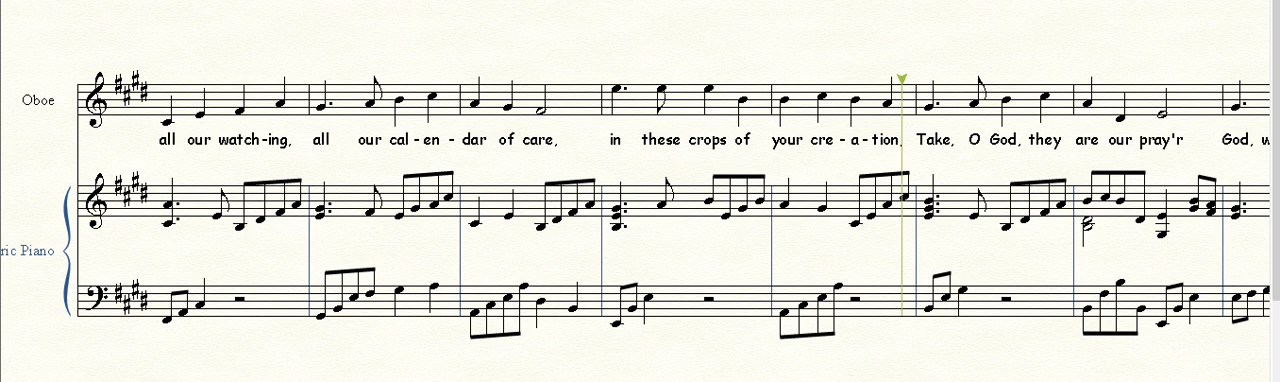 Oboe
all our watch-ing, all our cal-en-dar of care, in these crops of your cre-a-tion, Take, O God, they are our pray'r God,
ric Piano